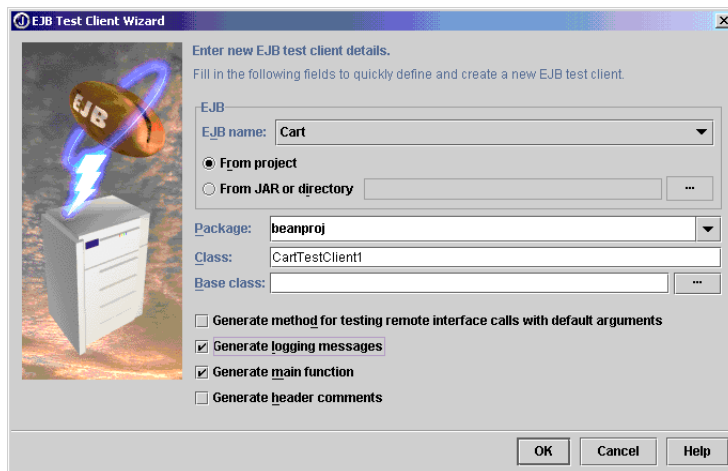 EJB Test Client Wizard
EJB
Enter new EJB test client details.
Fill in the following fields to quickly define and create a new EJB test client.
EJB
EJB name: Cart
From project
From JAR or directory ...
Package: beanproj
Class: CartTestClient1
Base class: ...
Generate method for testing remote interface calls with default arguments
Generate logging messages
Generate main function
Generate header comments
OK Cancel Help